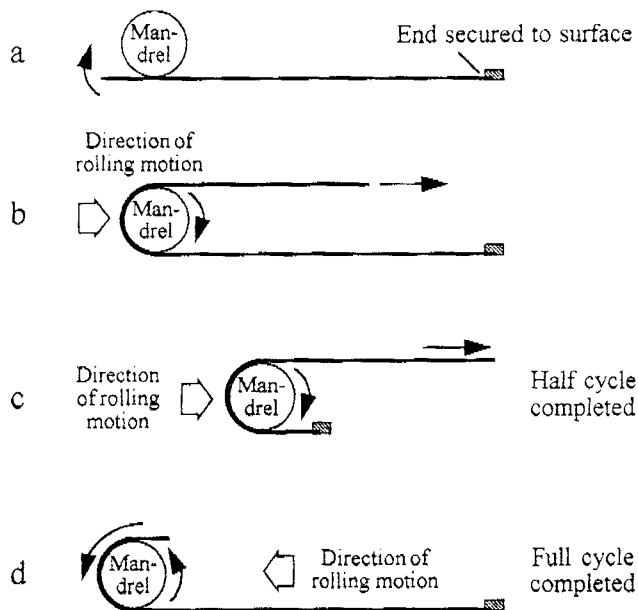 a
Man-
drel
End secured to surface
Direction of
rolling motion
b
Man-
drel
c
Direction
of rolling
motion
Man-
drel
Half cycle
completed
d
Man-
drel
Direction of
rolling motion
Full cycle
completed